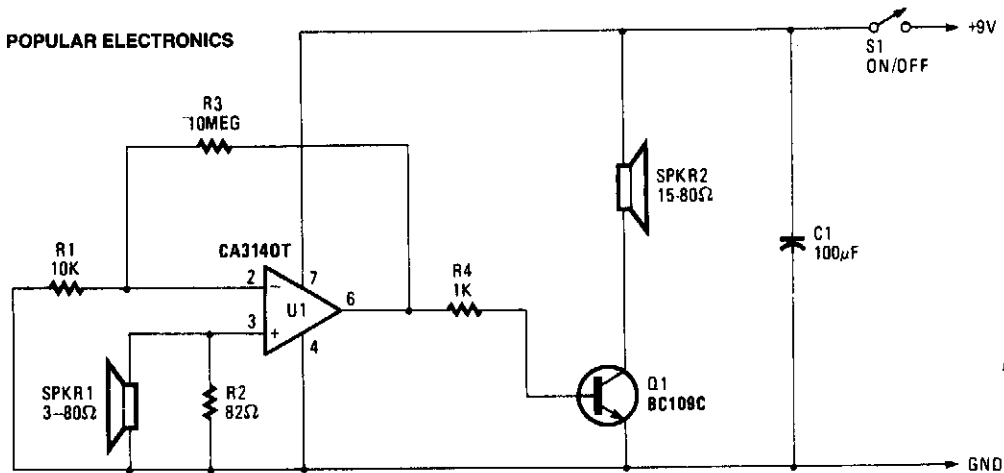 POPULAR ELECTRONICS
+9V
S1
ON/OFF
R3
10MEG
SPKR2
15-80Ω
C1
100µF
CA3140T
R1
10K
2
−
7
U1
6
R4
1K
3
+
4
SPKR1
3-80Ω
R2
82Ω
Q1
BC109C
GND